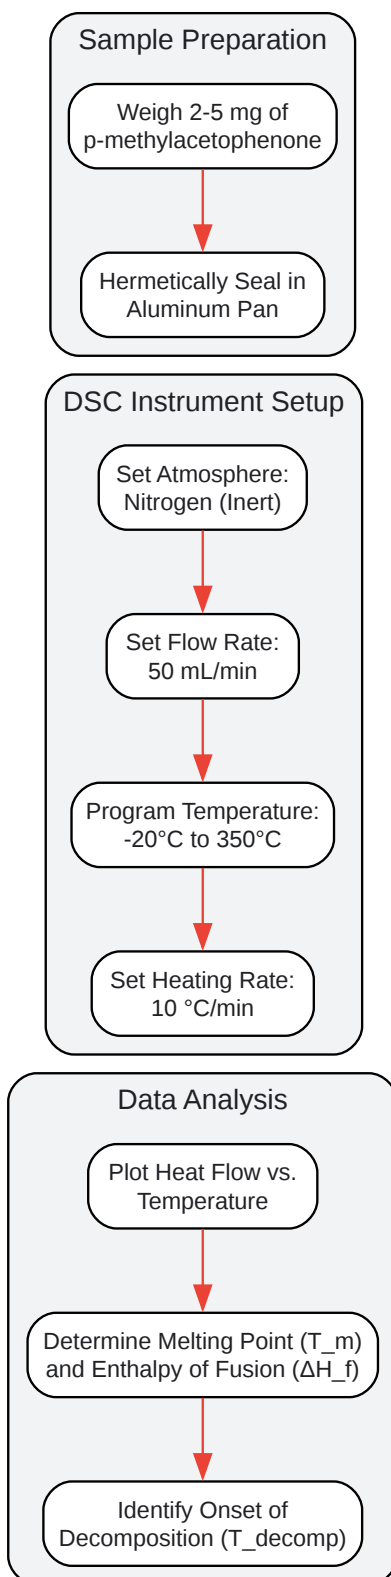 Sample Preparation
Weigh 2-5 mg of
p-methylacetophenone
Hermetically Seal in
Aluminum Pan
DSC Instrument Setup
Set Atmosphere:
Nitrogen (Inert)
Set Flow Rate:
50 mL/min
Program Temperature:
-20°C to 350°C
Set Heating Rate:
10 °C/min
Data Analysis
Plot Heat Flow vs.
Temperature
Determine Melting Point (T_m)
and Enthalpy of Fusion (ΔH_f)
Identify Onset of
Decomposition (T_decomp)